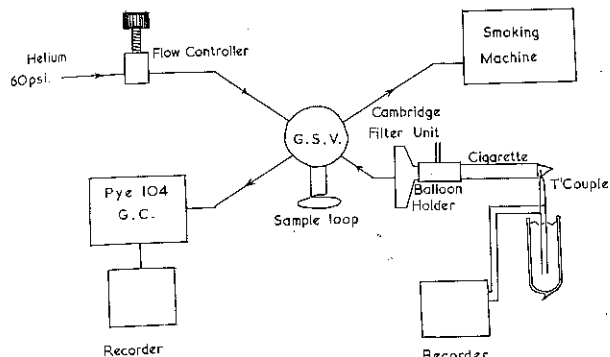 Helium
60psi.
Flow Controller
Smoking
Machine
Cambridge
Filter Unit
G.S.V.
Cigarette
Balloon
Holder
T'Couple
Pye 104
G.C.
Sample loop
Recorder
Recorder